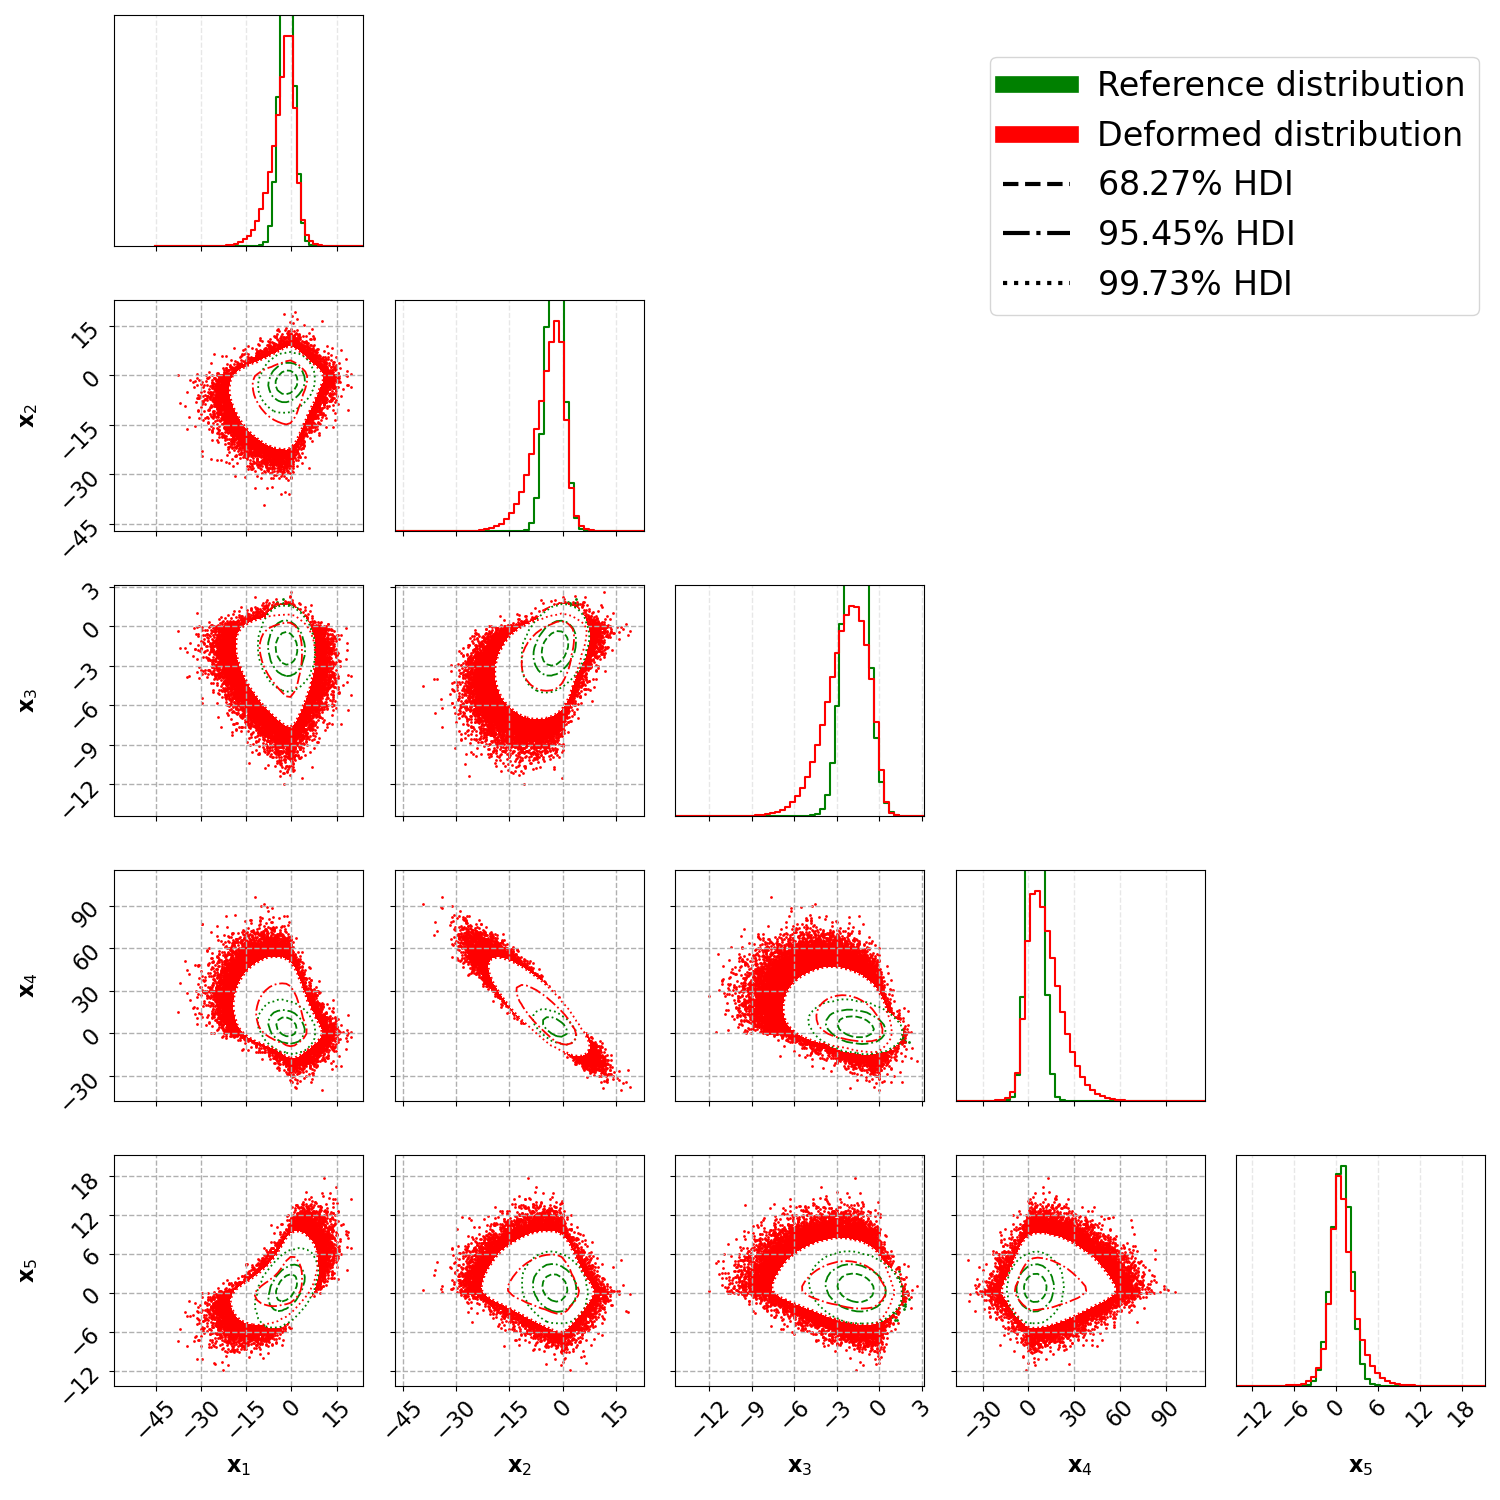 Reference distribution
Deformed distribution
68.27% HDI
95.45% HDI
99.73% HDI
15
0
−15
−30
−45
x₂
3
0
−3
−6
−9
−12
x₃
90
60
30
0
−30
x₄
18
12
6
0
−6
−12
x₅
−45 −30 −15 0 15
−45 −30 −15 0 15
−12 −9 −6 −3 0 3
−30 0 30 60 90
−12 −6 0 6 12 18
x₁ x₂ x₃ x₄ x₅